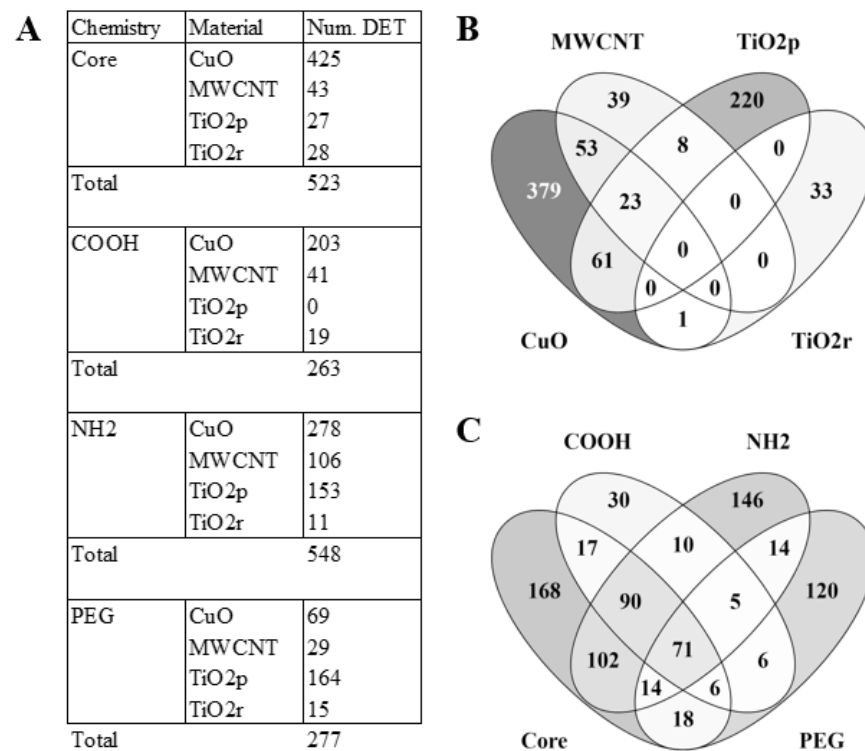 A
Chemistry Material Num. DET
Core CuO 425
MWCNT 43
TiO2p 27
TiO2r 28
Total 523
COOH CuO 203
MWCNT 41
TiO2p 0
TiO2r 19
Total 263
NH2 CuO 278
MWCNT 106
TiO2p 153
TiO2r 11
Total 548
PEG CuO 69
MWCNT 29
TiO2p 164
TiO2r 15
Total 277
B
MWCNT TiO2p
39 220
53 8 0
379 23 0 33
61 0 0
0 0
1
CuO TiO2r
C
COOH NH2
30 146
17 10 14
168 90 5 120
102 71 6
14 6
18
Core PEG